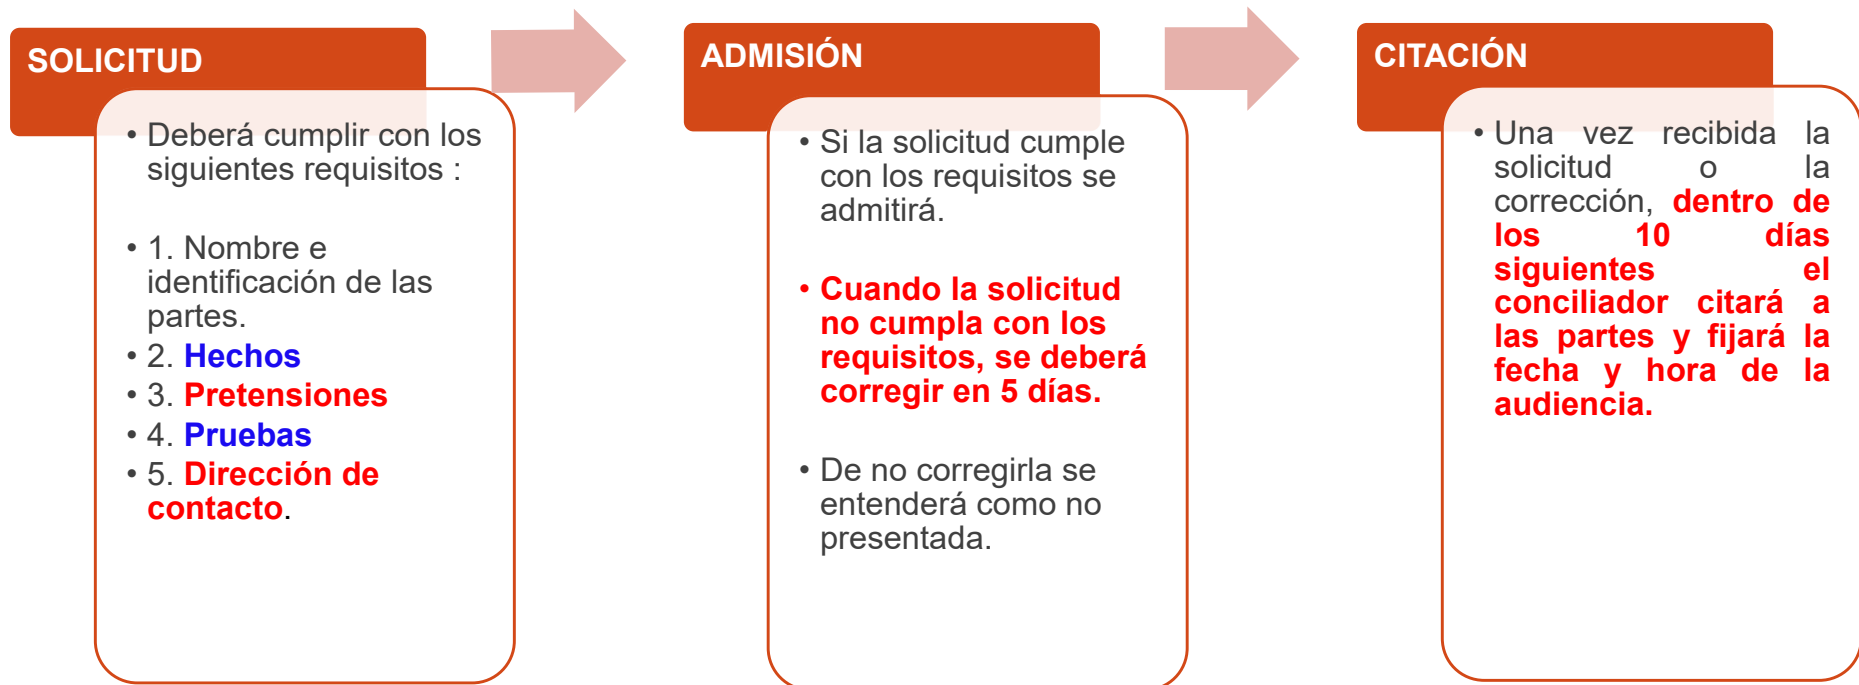 SOLICITUD
• Deberá cumplir con los
siguientes requisitos :
• 1. Nombre e
identificación de las
partes.
• 2. Hechos
• 3. Pretensiones
• 4. Pruebas
• 5. Dirección de
contacto.
ADMISIÓN
• Si la solicitud cumple
con los requisitos se
admitirá.
• Cuando la solicitud
no cumpla con los
requisitos, se deberá
corregir en 5 días.
• De no corregirla se
entenderá como no
presentada.
CITACIÓN
• Una vez recibida la
solicitud o la
corrección, dentro de
los 10 días
siguientes el
conciliador citará a
las partes y fijará la
fecha y hora de la
audiencia.